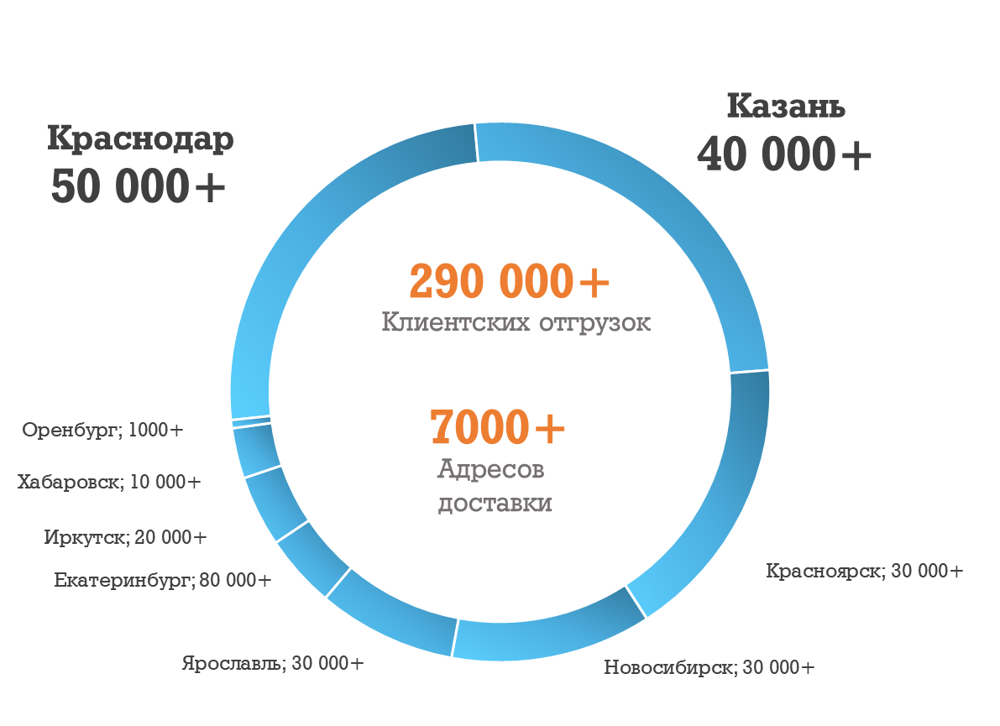 Казань
40 000+
Краснодар
50 000+
290 000+
Клиентских отгрузок
7000+
Адресов
доставки
Оренбург; 1000+
Хабаровск; 10 000+
Иркутск; 20 000+
Екатеринбург; 80 000+
Ярославль; 30 000+
Красноярск; 30 000+
Новосибирск; 30 000+